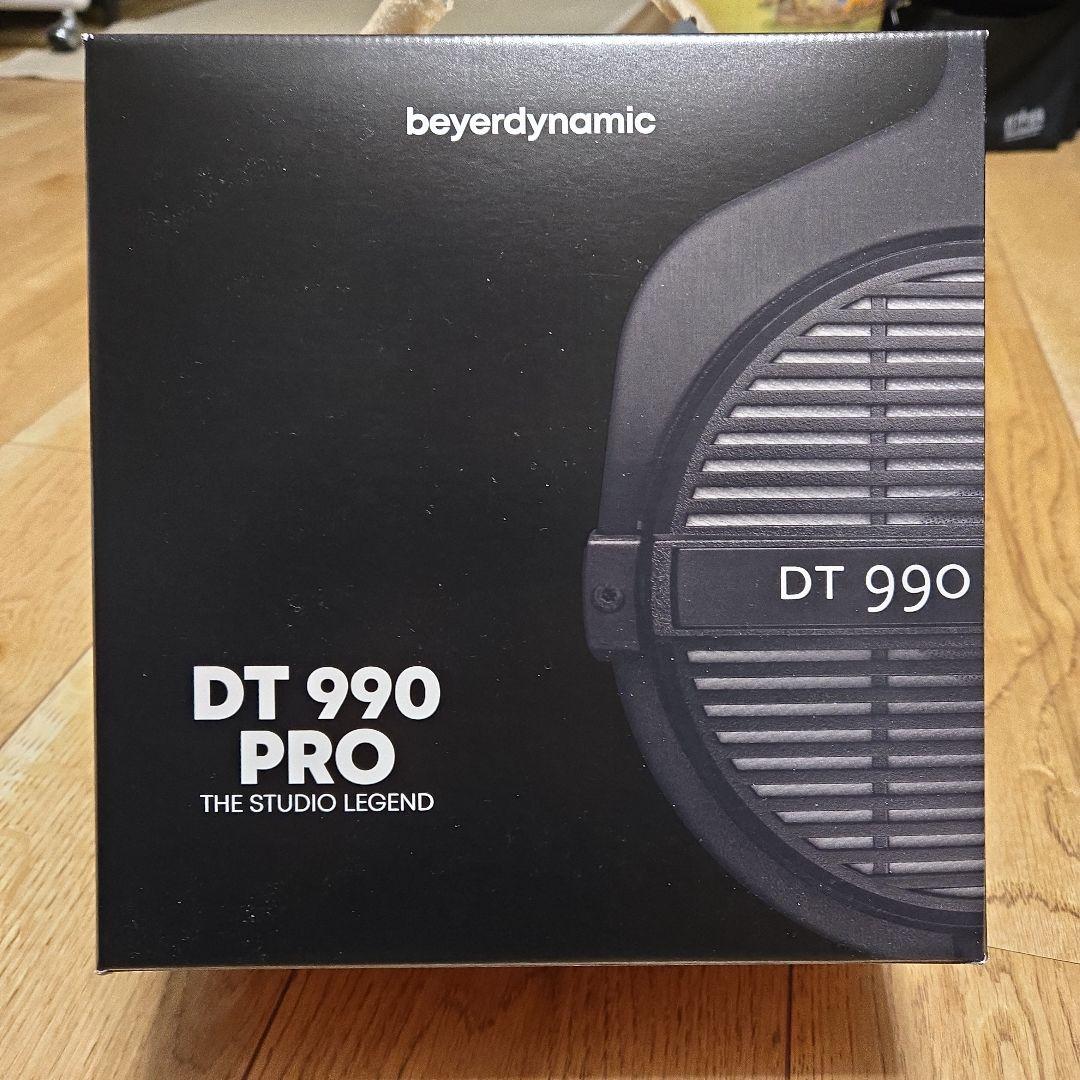 beyerdynamic
DT 990
DT 990
PRO
THE STUDIO LEGEND